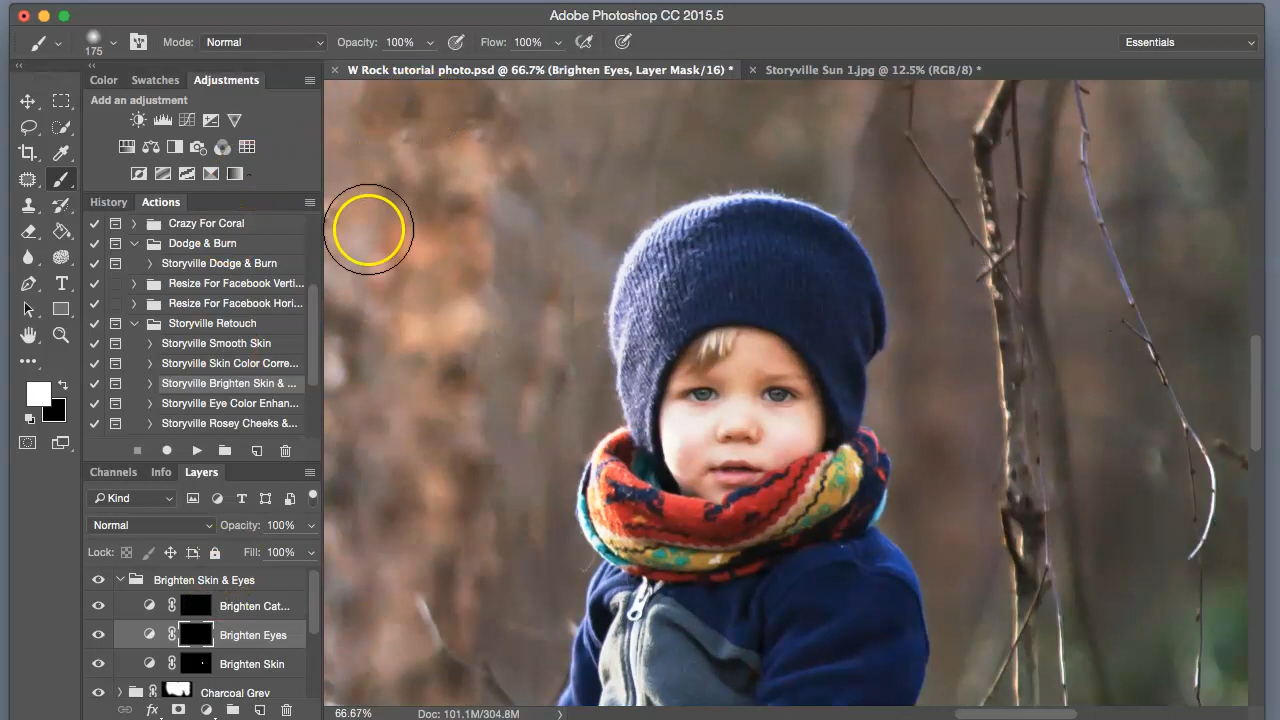 Adobe Photoshop CC 2015.5
175
Mode: Normal
Opacity: 100%
Flow: 100%
Essentials
W Rock tutorial photo.psd @ 66.7% (Brighten Eyes, Layer Mask/16) *
Storyville Sun 1.jpg @ 12.5% (RGB/8) *
Color Swatches Adjustments
Add an adjustment
History Actions
Crazy For Coral
Dodge & Burn
Storyville Dodge & Burn
Resize For Facebook Verti...
Resize For Facebook Hori...
Storyville Retouch
Storyville Smooth Skin
Storyville Skin Color Corre...
Storyville Brighten Skin & ...
Storyville Eye Color Enhan...
Storyville Rosey Cheeks &...
Channels Info Layers
Kind
Normal Opacity: 100%
Lock: Fill: 100%
Brighten Skin & Eyes
Brighten Cat...
Brighten Eyes
Brighten Skin
Charcoal Grey
fx
66.67% Doc: 101.1M/304.8M